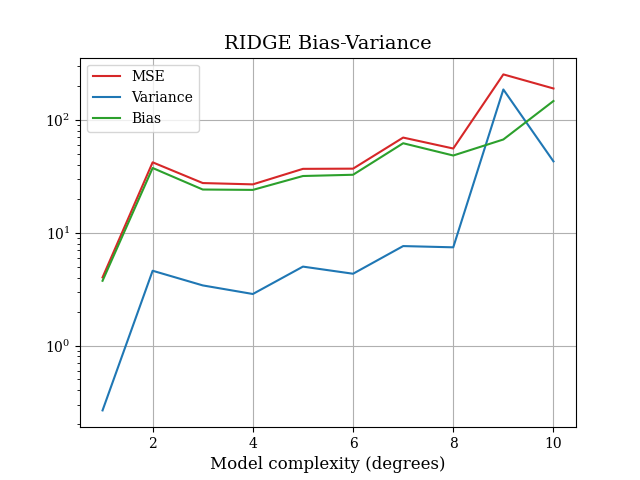 RIDGE Bias-Variance
MSE
Variance
Bias
10²
10¹
10⁰
2 4 6 8 10
Model complexity (degrees)